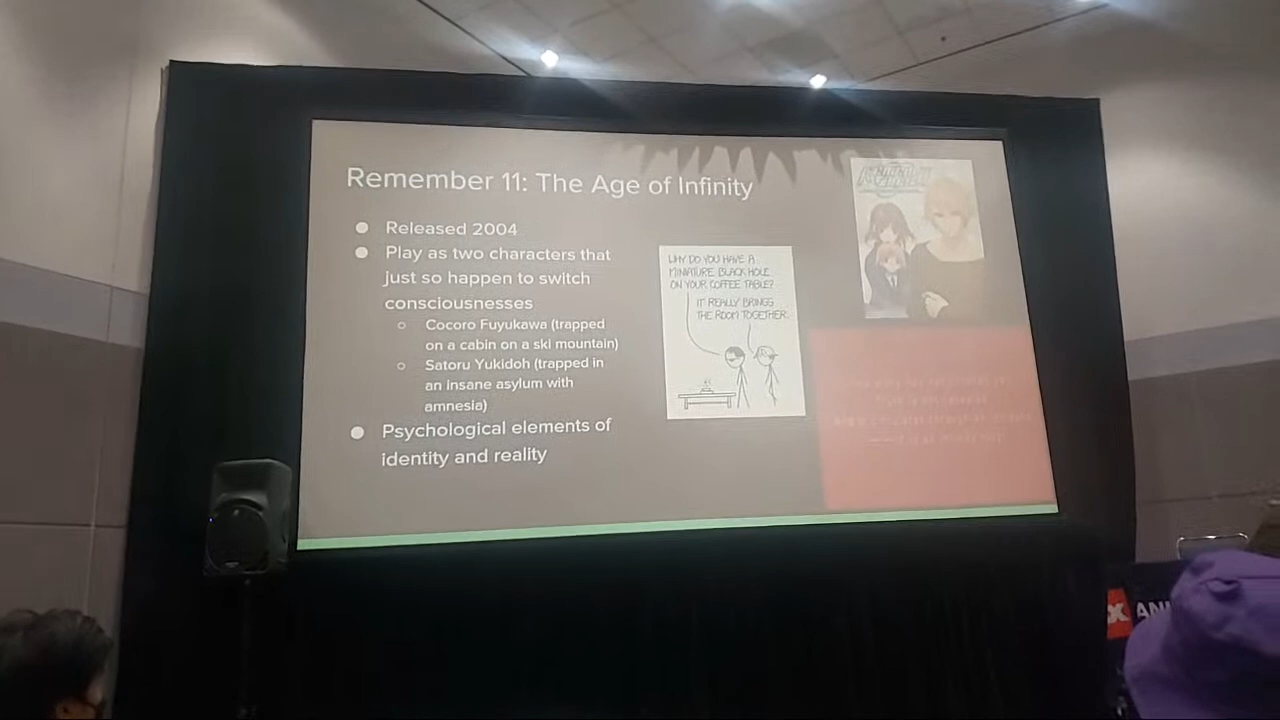 Remember 11: The Age of Infinity
● Released 2004
● Play as two characters that
just so happen to switch
consciousnesses
○ Cocoro Fuyukawa (trapped
on a cabin on a ski mountain)
○ Satoru Yukidoh (trapped in
an insane asylum with
amnesia)
● Psychological elements of
identity and reality
WHY DO YOU HAVE A
MINIATURE BLACK HOLE
ON YOUR COFFEE TABLE?
IT REALLY BRINGS
THE ROOM TOGETHER.